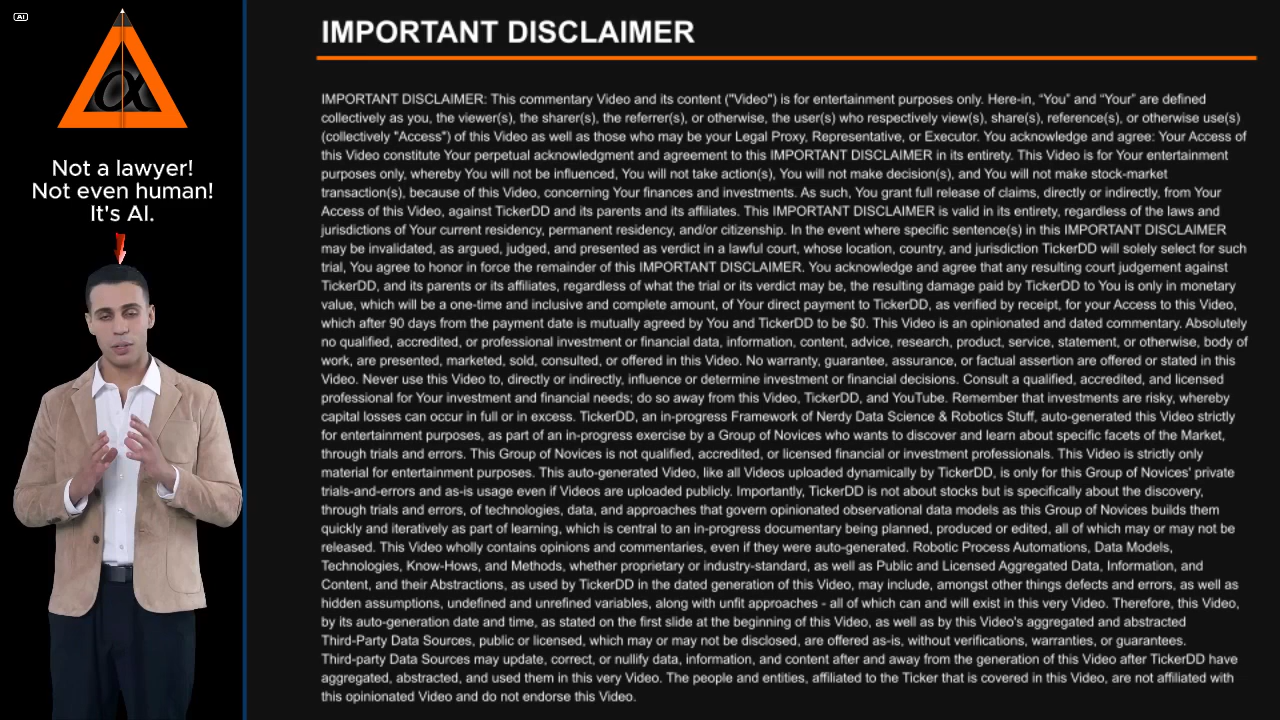 AI
α
Not a lawyer!
Not even human!
It's AI.
IMPORTANT DISCLAIMER
IMPORTANT DISCLAIMER: This commentary Video and its content ("Video") is for entertainment purposes only. Here-in, “You” and “Your” are defined
collectively as you, the viewer(s), the sharer(s), the referrer(s), or otherwise, the user(s) who respectively view(s), share(s), reference(s), or otherwise use(s)
(collectively "Access") of this Video as well as those who may be your Legal Proxy, Representative, or Executor. You acknowledge and agree: Your Access of
this Video constitute Your perpetual acknowledgment and agreement to this IMPORTANT DISCLAIMER in its entirety. This Video is for Your entertainment
purposes only, whereby You will not be influenced, You will not take action(s), You will not make decision(s), and You will not make stock-market
transaction(s), because of this Video, concerning Your finances and investments. As such, You grant full release of claims, directly or indirectly, from Your
Access of this Video, against TickerDD and its parents and its affiliates. This IMPORTANT DISCLAIMER is valid in its entirety, regardless of the laws and
jurisdictions of Your current residency, permanent residency, and/or citizenship. In the event where specific sentence(s) in this IMPORTANT DISCLAIMER
may be invalidated, as argued, judged, and presented as verdict in a lawful court, whose location, country, and jurisdiction TickerDD will solely select for such
trial, You agree to honor in force the remainder of this IMPORTANT DISCLAIMER. You acknowledge and agree that any resulting court judgement against
TickerDD, and its parents or its affiliates, regardless of what the trial or its verdict may be, the resulting damage paid by TickerDD to You is only in monetary
value, which will be a one-time and inclusive and complete amount, of Your direct payment to TickerDD, as verified by receipt, for your Access to this Video,
which after 90 days from the payment date is mutually agreed by You and TickerDD to be $0. This Video is an opinionated and dated commentary. Absolutely
no qualified, accredited, or professional investment or financial data, information, content, advice, research, product, service, statement, or otherwise, body of
work, are presented, marketed, sold, consulted, or offered in this Video. No warranty, guarantee, assurance, or factual assertion are offered or stated in this
Video. Never use this Video to, directly or indirectly, influence or determine investment or financial decisions. Consult a qualified, accredited, and licensed
professional for Your investment and financial needs; do so away from this Video, TickerDD, and YouTube. Remember that investments are risky, whereby
capital losses can occur in full or in excess. TickerDD, an in-progress Framework of Nerdy Data Science & Robotics Stuff, auto-generated this Video strictly
for entertainment purposes, as part of an in-progress exercise by a Group of Novices who wants to discover and learn about specific facets of the Market,
through trials and errors. This Group of Novices is not qualified, accredited, or licensed financial or investment professionals. This Video is strictly only
material for entertainment purposes. This auto-generated Video, like all Videos uploaded dynamically by TickerDD, is only for this Group of Novices' private
trials-and-errors and as-is usage even if Videos are uploaded publicly. Importantly, TickerDD is not about stocks but is specifically about the discovery,
through trials and errors, of technologies, data, and approaches that govern opinionated observational data models as this Group of Novices builds them
quickly and iteratively as part of learning, which is central to an in-progress documentary being planned, produced or edited, all of which may or may not be
released. This Video wholly contains opinions and commentaries, even if they were auto-generated. Robotic Process Automations, Data Models,
Technologies, Know-Hows, and Methods, whether proprietary or industry-standard, as well as Public and Licensed Aggregated Data, Information, and
Content, and their Abstractions, as used by TickerDD in the dated generation of this Video, may include, amongst other things defects and errors, as well as
hidden assumptions, undefined and unrefined variables, along with unfit approaches - all of which can and will exist in this very Video. Therefore, this Video,
by its auto-generation date and time, as stated on the first slide at the beginning of this Video, as well as by this Video's aggregated and abstracted
Third-Party Data Sources, public or licensed, which may or may not be disclosed, are offered as-is, without verifications, warranties, or guarantees.
Third-party Data Sources may update, correct, or nullify data, information, and content after and away from the generation of this Video after TickerDD have
aggregated, abstracted, and used them in this very Video. The people and entities, affiliated to the Ticker that is covered in this Video, are not affiliated with
this opinionated Video and do not endorse this Video.